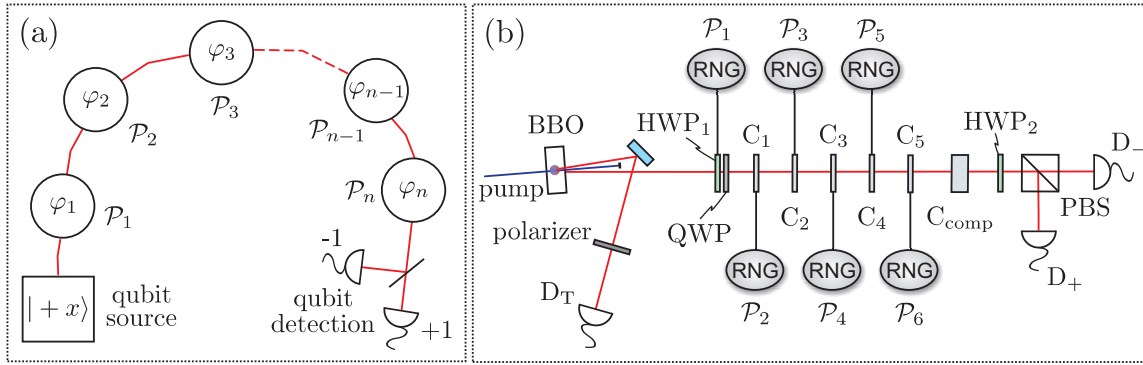 (a)
φ₁
𝒫₁
φ₂
𝒫₂
φ₃
𝒫₃
φₙ₋₁
𝒫ₙ₋₁
φₙ
𝒫ₙ
|+x⟩
qubit
source
-1
qubit
detection
+1
(b)
pump
BBO
polarizer
D_T
HWP₁
QWP
𝒫₁
RNG
C₁
RNG
𝒫₂
𝒫₃
RNG
C₂
C₃
RNG
𝒫₄
𝒫₅
RNG
C₄
C₅
RNG
𝒫₆
C_comp
HWP₂
PBS
D₋
D₊